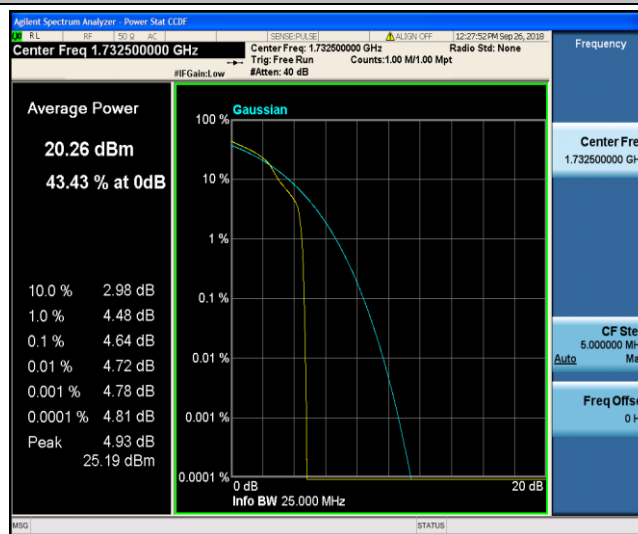 Agilent Spectrum Analyzer - Power Stat CCDF
RL RF 50 Ω AC SENSE:PULSE ALIGN OFF 12:27:52 PM Sep 26, 2018
Center Freq 1.732500000 GHz
Center Freq: 1.732500000 GHz Radio Std: None
Trig: Free Run Counts:1.00 M/1.00 Mpt
#IFGain:Low #Atten: 40 dB
Frequency
Average Power
20.26 dBm
43.43 % at 0dB
10.0 % 2.98 dB
1.0 % 4.48 dB
0.1 % 4.64 dB
0.01 % 4.72 dB
0.001 % 4.78 dB
0.0001 % 4.81 dB
Peak 4.93 dB
25.19 dBm
Gaussian
100 %
10 %
1 %
0.1 %
0.01 %
0.001 %
0.0001 %
0 dB 20 dB
Info BW 25.000 MHz
Center Fre
1.732500000 GH
CF Ste
5.000000 MH
Auto Ma
Freq Offse
0 H
MSG STATUS